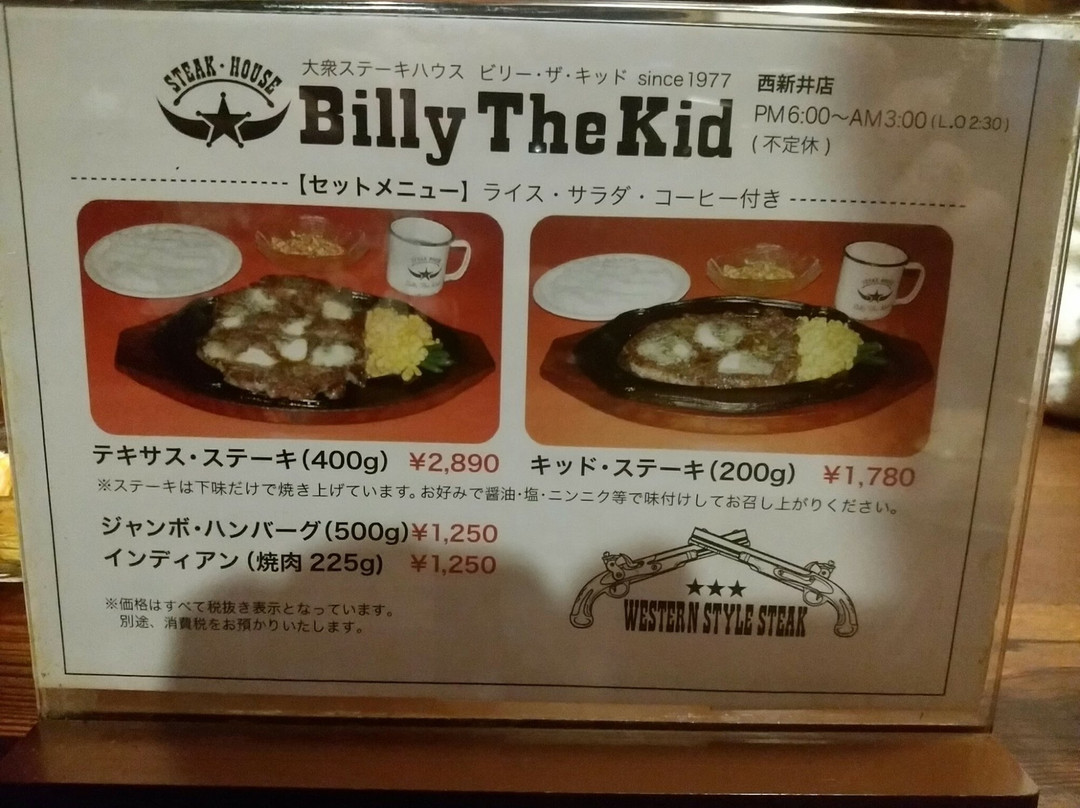 STEAK・HOUSE
大衆ステーキハウス ビリー・ザ・キッド since1977
Billy The Kid
西新井店
PM6:00〜AM3:00(L.O 2:30)
(不定休)
【セットメニュー】ライス・サラダ・コーヒー付き
テキサス・ステーキ(400g) ¥2,890
キッド・ステーキ(200g) ¥1,780
※ステーキは下味だけで焼き上げています。お好みで醤油・塩・ニンニク等で味付けしてお召し上がりください。
ジャンボ・ハンバーグ(500g)¥1,250
インディアン(焼肉 225g) ¥1,250
※価格はすべて税抜き表示となっています。
別途、消費税をお預かりいたします。
★★★
WESTERN STYLE STEAK